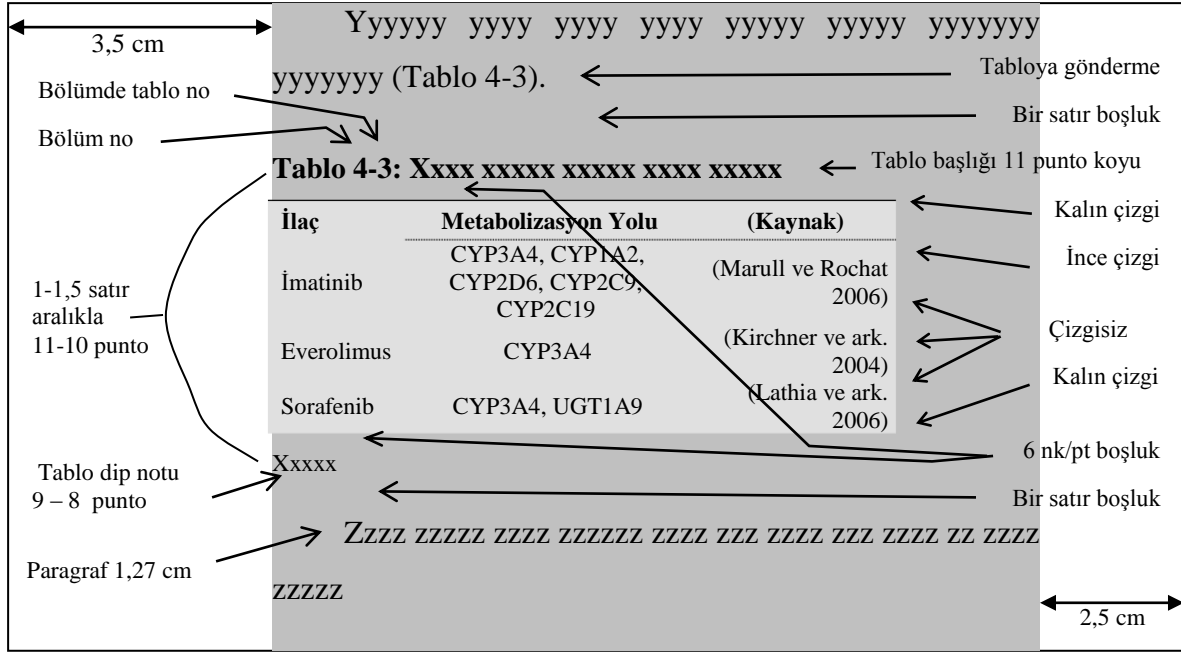 Yyyyyy yyyy yyyy yyyy yyyyy yyyyy yyyyyyy
3,5 cm
yyyyyyy (Tablo 4-3).
Tabloya gönderme
Bölümde tablo no
Bir satır boşluk
Bölüm no
Tablo 4-3: Xxxx xxxxx xxxxx xxxx xxxxx
Tablo başlığı 11 punto koyu
Kalın çizgi
İlaç Metabolizasyon Yolu (Kaynak)
İnce çizgi
İmatinib
CYP3A4, CYP1A2,
CYP2D6, CYP2C9,
CYP2C19
(Marull ve Rochat
2006)
1-1,5 satır
aralıkla
11-10 punto
Çizgisiz
Everolimus
CYP3A4
(Kirchner ve ark.
2004)
Kalın çizgi
Sorafenib
CYP3A4, UGT1A9
(Lathia ve ark.
2006)
6 nk/pt boşluk
Xxxxx
Tablo dip notu
9 – 8 punto
Bir satır boşluk
Zzzz zzzzz zzzz zzzzzz zzzz zzz zzzz zzz zzzz zz zzzz
Paragraf 1,27 cm
zzzzz
2,5 cm